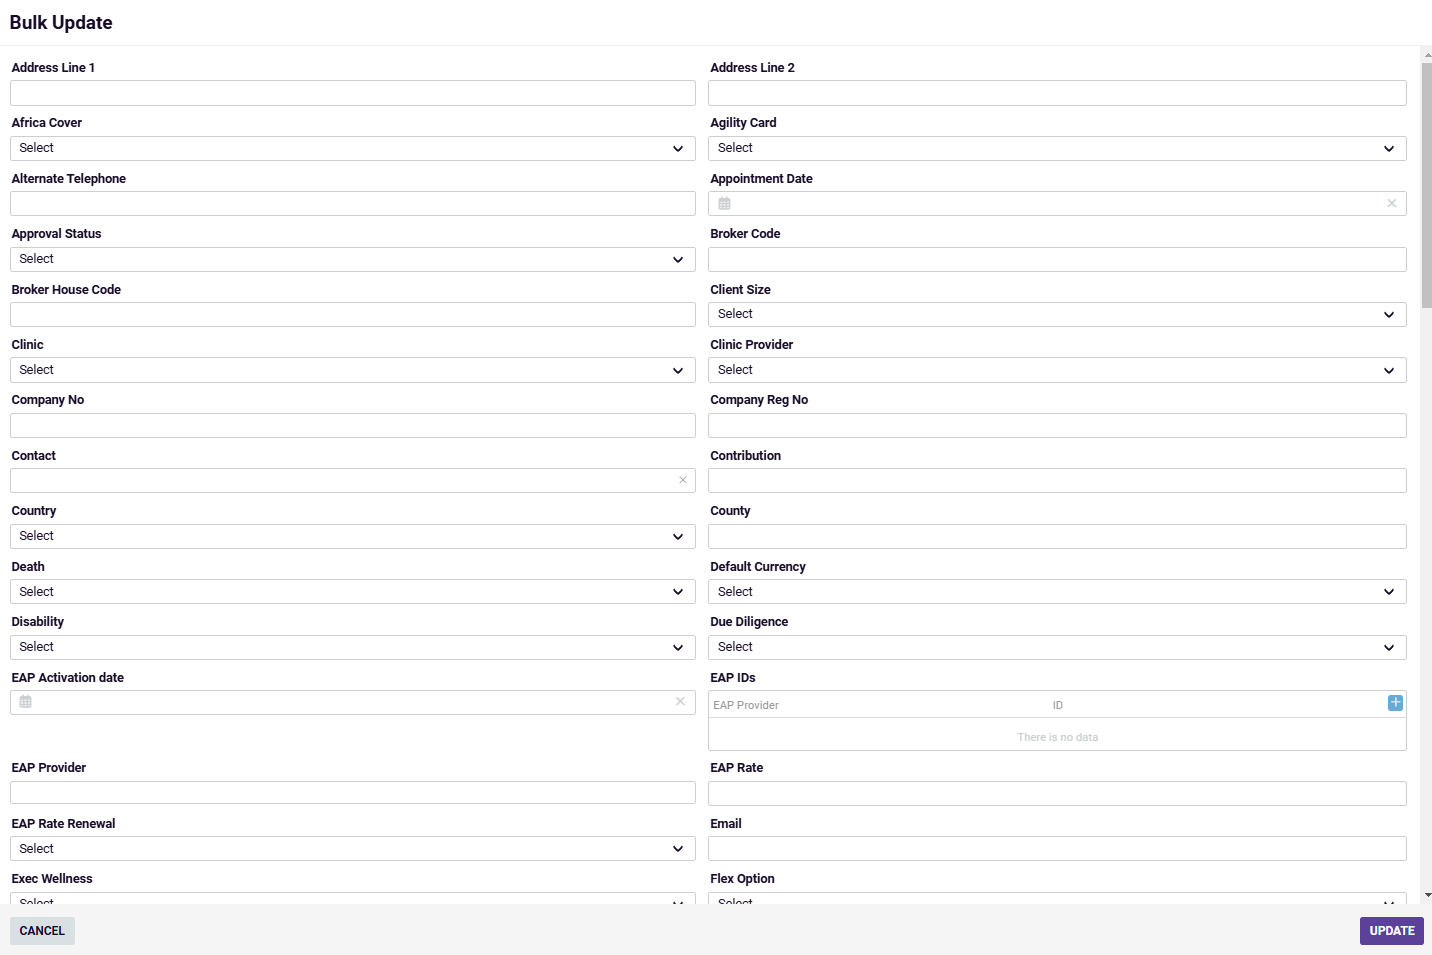 Bulk Update
Address Line 1
Address Line 2
Africa Cover
Select
Agility Card
Select
Alternate Telephone
Appointment Date
Approval Status
Select
Broker Code
Broker House Code
Client Size
Select
Clinic
Select
Clinic Provider
Select
Company No
Company Reg No
Contact
Contribution
Country
Select
County
Death
Select
Default Currency
Select
Disability
Select
Due Diligence
Select
EAP Activation date
EAP IDs
EAP Provider
ID
There is no data
EAP Provider
EAP Rate
EAP Rate Renewal
Select
Email
Exec Wellness
Select
Flex Option
Select
CANCEL
UPDATE